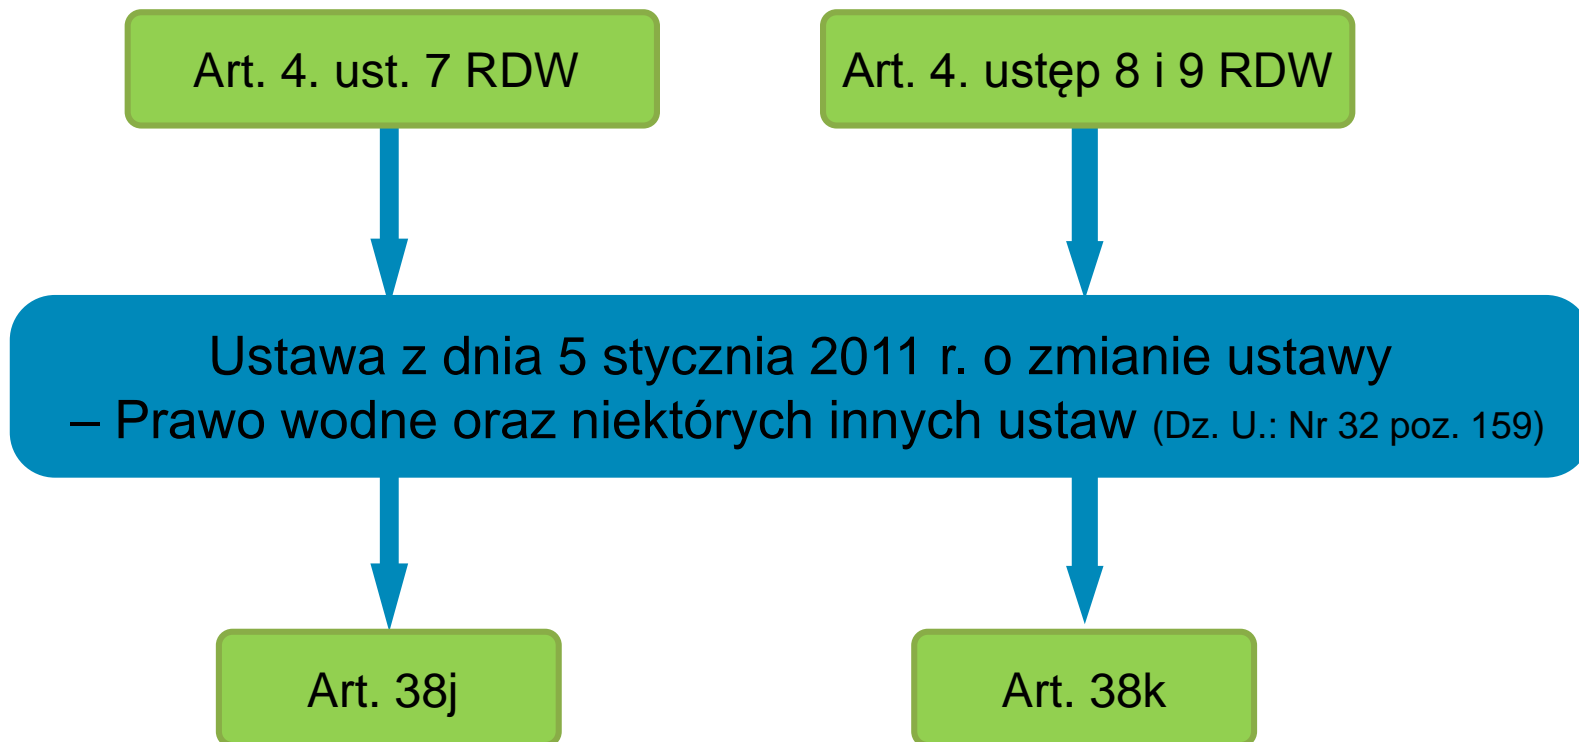 Art. 4. ust. 7 RDW
Art. 4. ustęp 8 i 9 RDW
Ustawa z dnia 5 stycznia 2011 r. o zmianie ustawy
– Prawo wodne oraz niektórych innych ustaw (Dz. U.: Nr 32 poz. 159)
Art. 38j
Art. 38k